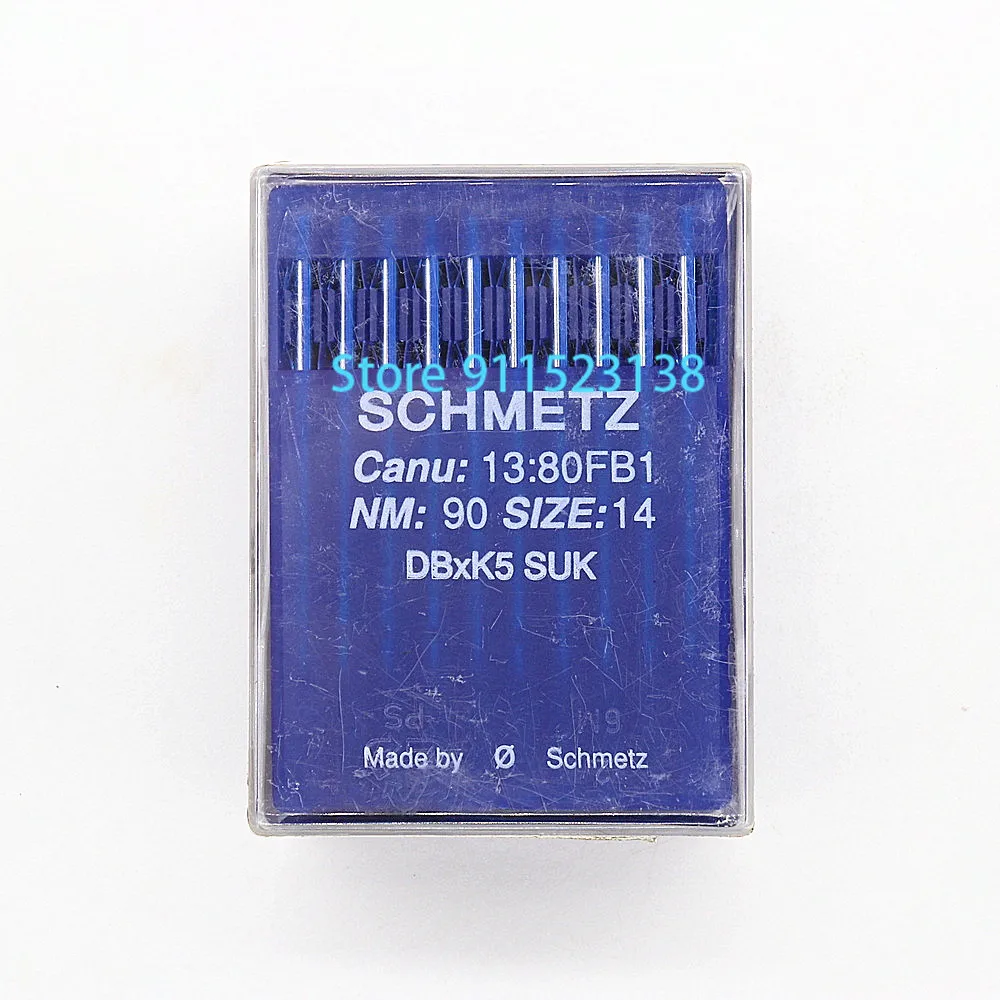 Store 911523138
SCHMETZ
Canu: 13:80FB1
NM: 90 SIZE:14
DBxK5 SUK
Made by Ø Schmetz